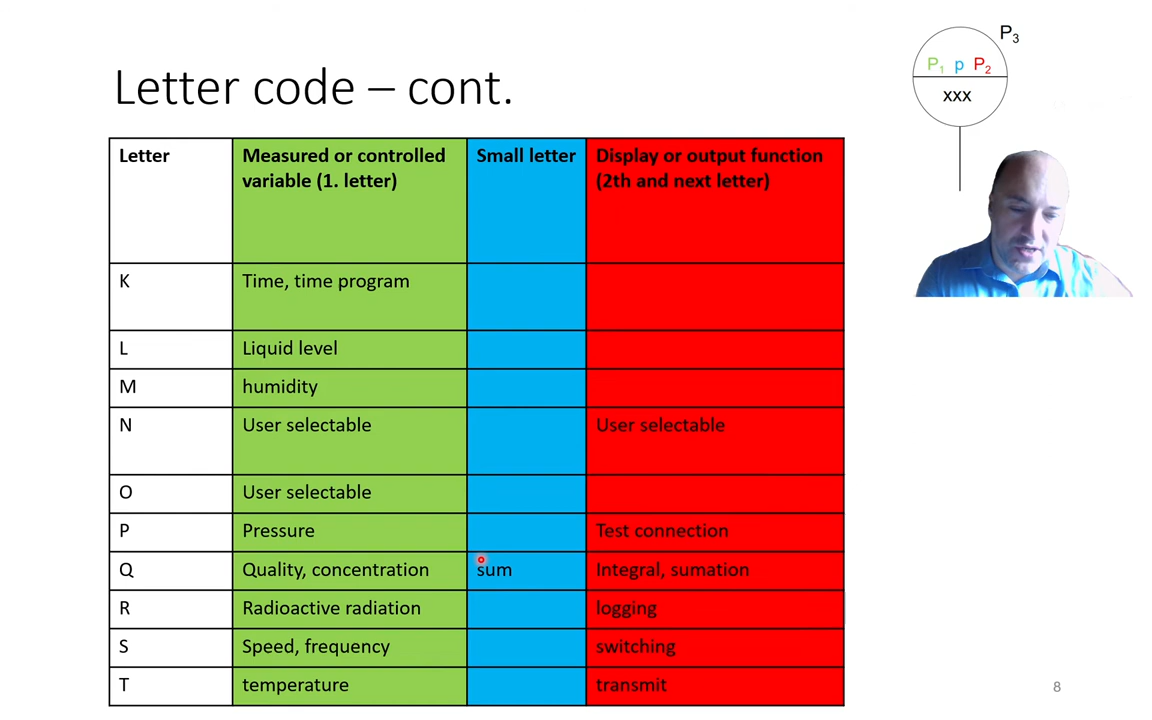 P3
P1 p P2
xxx
Letter code – cont.
Letter
Measured or controlled
variable (1. letter)
Small letter
Display or output function
(2th and next letter)
K
Time, time program
L
Liquid level
M
humidity
N
User selectable
User selectable
O
User selectable
P
Pressure
Test connection
Q
Quality, concentration
sum
Integral, sumation
R
Radioactive radiation
logging
S
Speed, frequency
switching
T
temperature
transmit
8